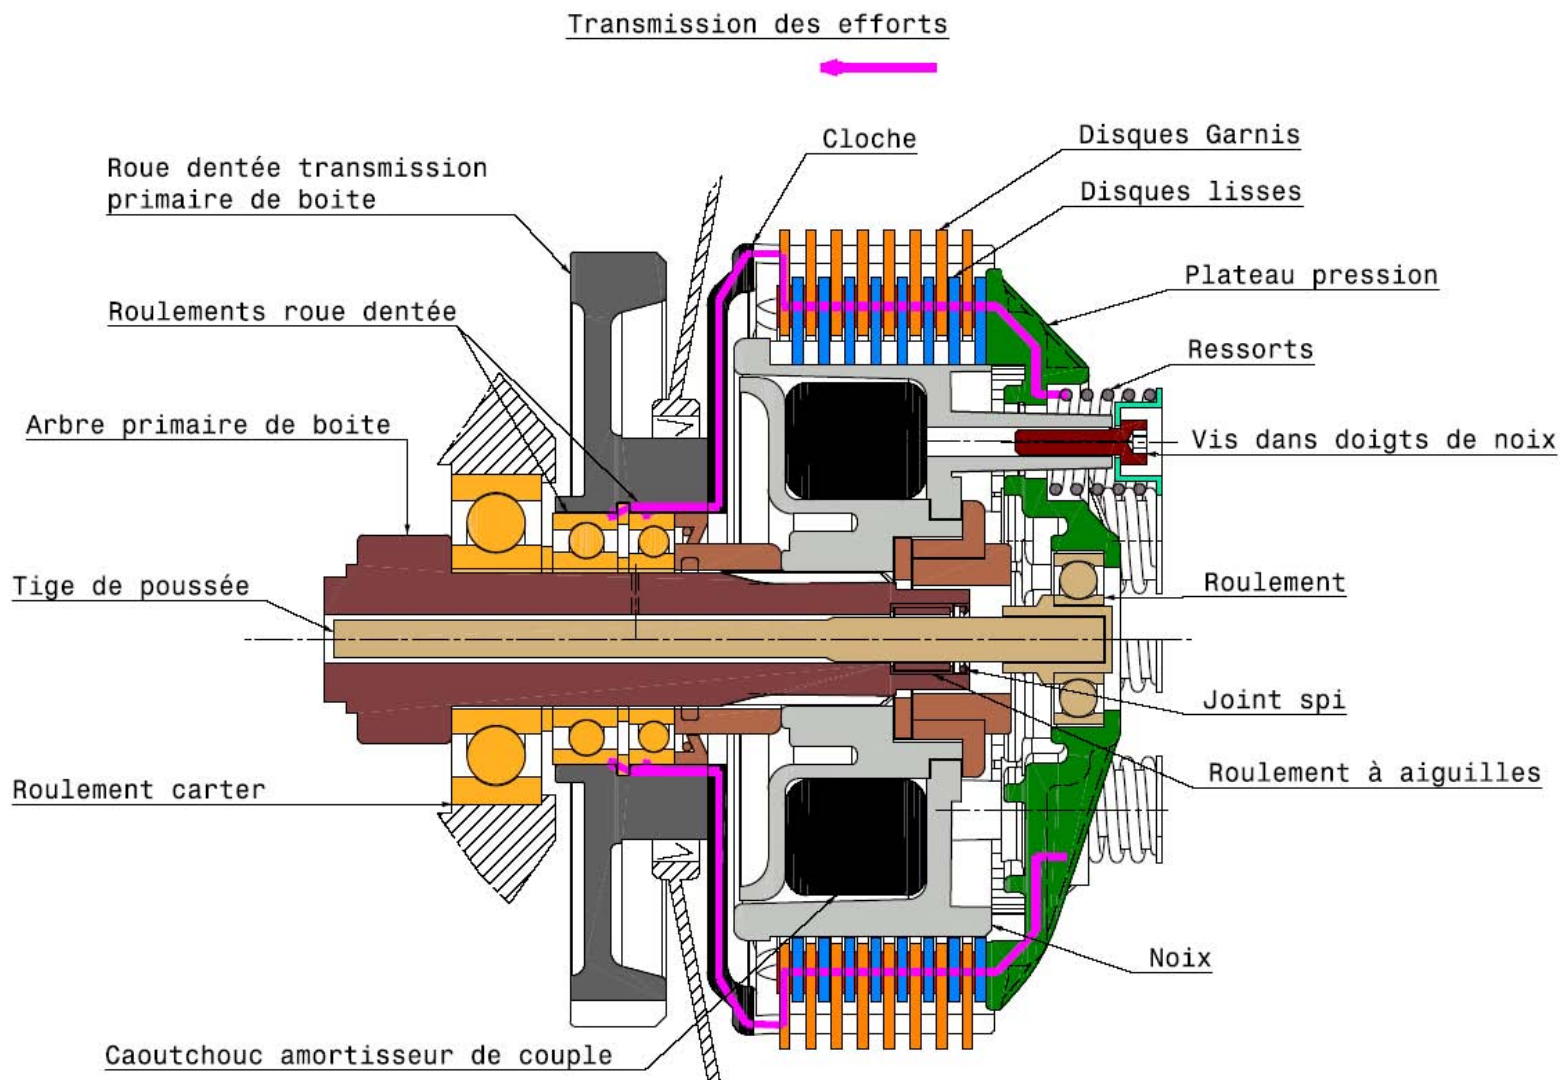 Transmission des efforts
Cloche
Disques Garnis
Roue dentée transmission
primaire de boite
Disques lisses
Plateau pression
Roulements roue dentée
Ressorts
Arbre primaire de boite
Vis dans doigts de noix
Tige de poussée
Roulement
Joint spi
Roulement à aiguilles
Roulement carter
Noix
Caoutchouc amortisseur de couple